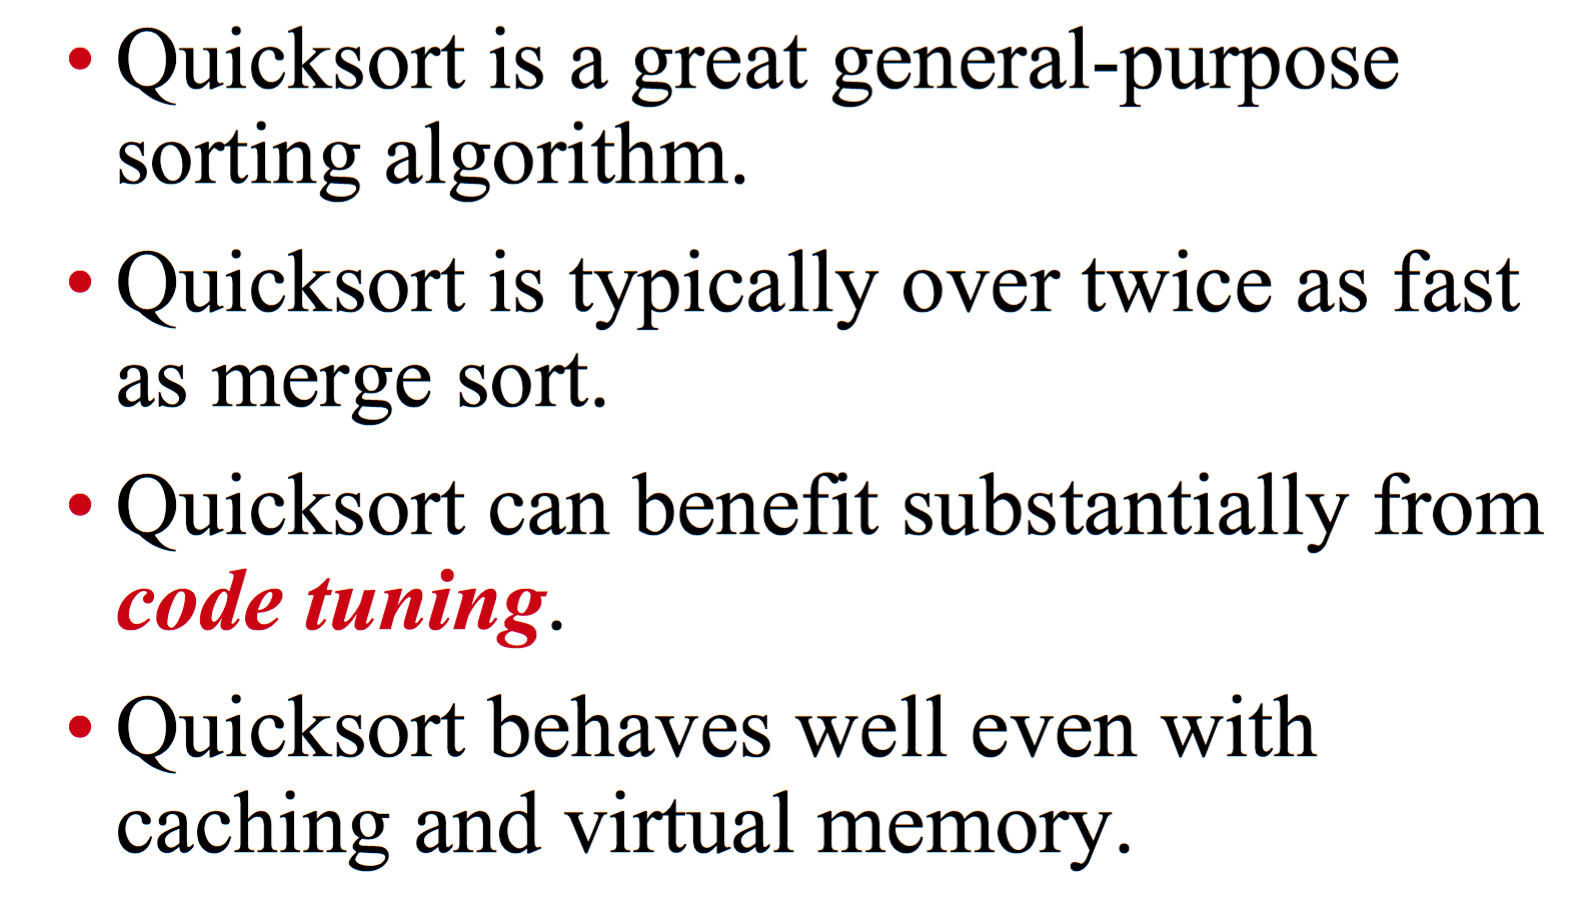 • Quicksort is a great general-purpose
sorting algorithm.
• Quicksort is typically over twice as fast
as merge sort.
• Quicksort can benefit substantially from
code tuning.
• Quicksort behaves well even with
caching and virtual memory.